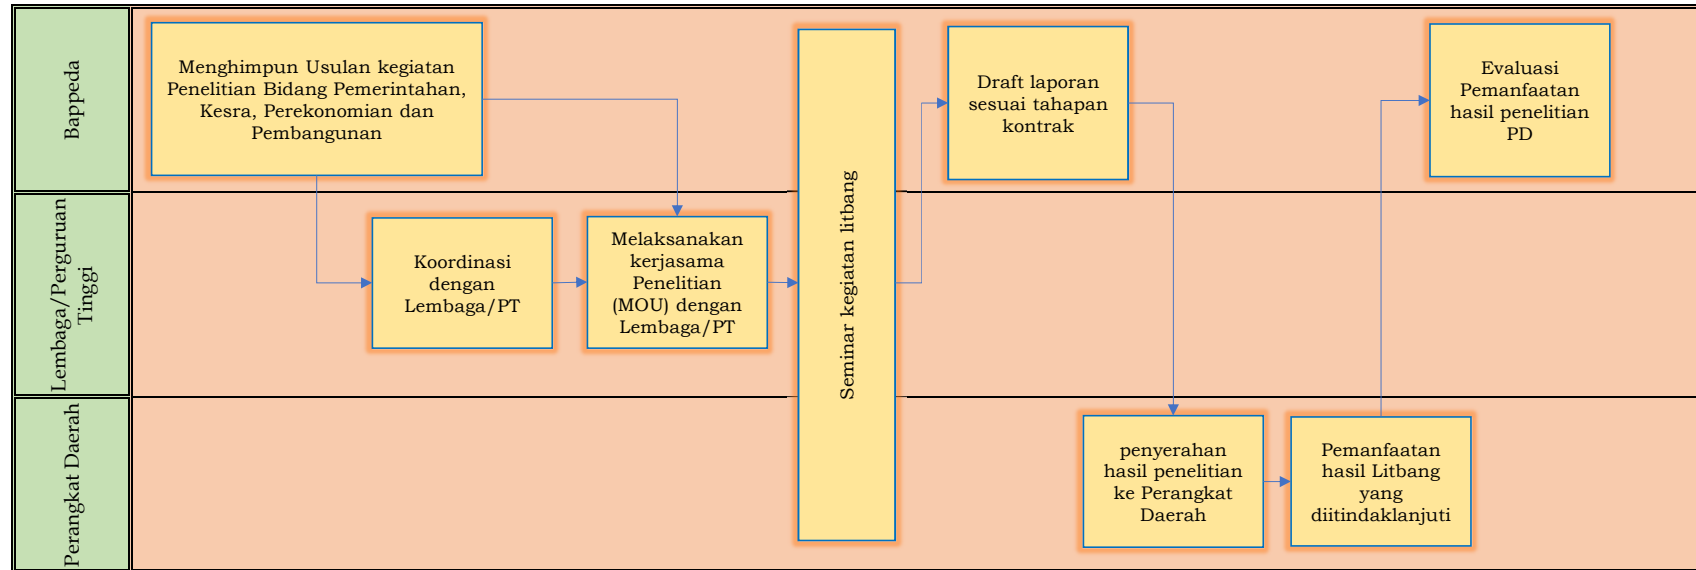 Bappeda
Menghimpun Usulan kegiatan
Penelitian Bidang Pemerintahan,
Kesra, Perekonomian dan
Pembangunan
Seminar kegiatan litbang
Draft laporan
sesuai tahapan
kontrak
Evaluasi
Pemanfaatan
hasil penelitian
PD
Lembaga/Perguruan
Tinggi
Koordinasi
dengan
Lembaga/PT
Melaksanakan
kerjasama
Penelitian
(MOU) dengan
Lembaga/PT
Perangkat Daerah
penyerahan
hasil penelitian
ke Perangkat
Daerah
Pemanfaatan
hasil Litbang
yang
diitindaklanjuti